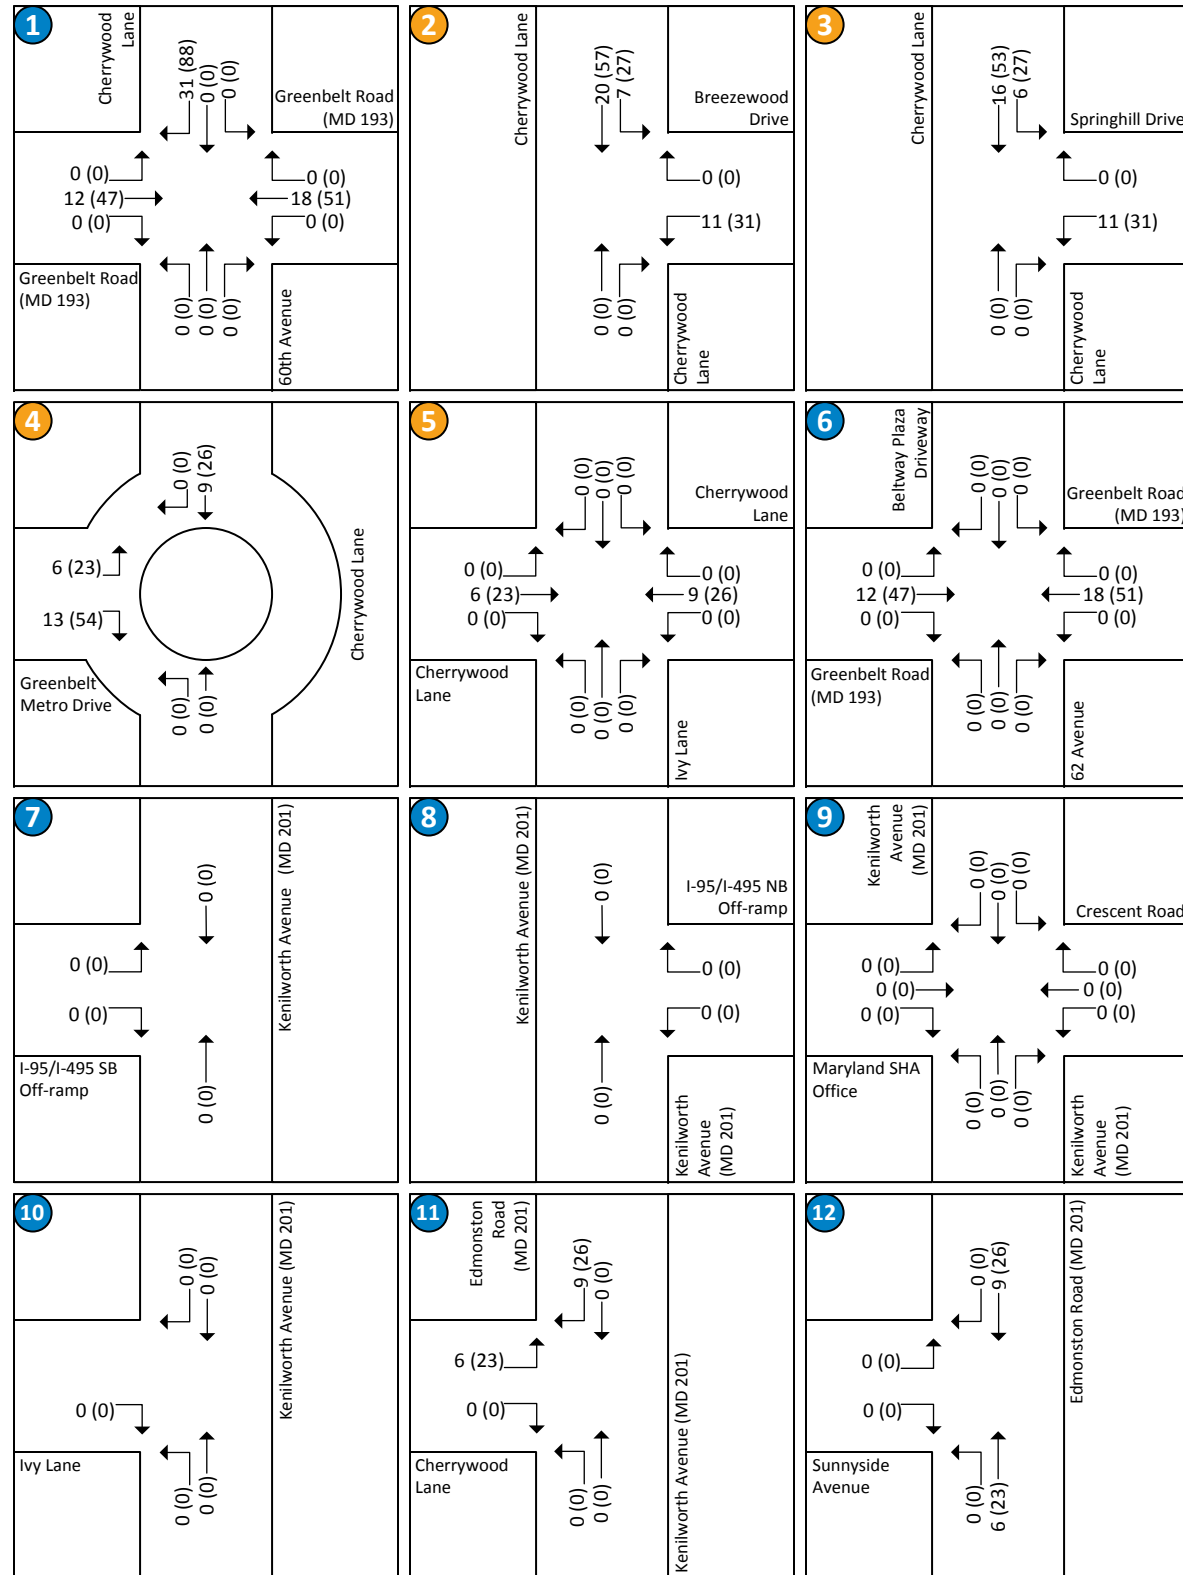 1
Cherrywood
Lane
31 (88)
0 (0)
0 (0)
Greenbelt Road
(MD 193)
0 (0)
12 (47)
0 (0)
0 (0)
18 (51)
0 (0)
Greenbelt Road
(MD 193)
0 (0)
0 (0)
0 (0)
60th Avenue
2
Cherrywood Lane
20 (57)
7 (27)
Breezewood
Drive
0 (0)
11 (31)
0 (0)
0 (0)
Cherrywood
Lane
3
Cherrywood Lane
16 (53)
6 (27)
Springhill Drive
0 (0)
11 (31)
0 (0)
0 (0)
Cherrywood
Lane
4
0 (0)
9 (26)
6 (23)
13 (54)
Cherrywood Lane
Greenbelt
Metro Drive
0 (0)
0 (0)
5
0 (0)
0 (0)
0 (0)
Cherrywood
Lane
0 (0)
6 (23)
0 (0)
0 (0)
9 (26)
0 (0)
Cherrywood
Lane
0 (0)
0 (0)
0 (0)
Ivy Lane
6
Beltway Plaza
Driveway
0 (0)
0 (0)
0 (0)
Greenbelt Road
(MD 193)
0 (0)
12 (47)
0 (0)
0 (0)
18 (51)
0 (0)
Greenbelt Road
(MD 193)
0 (0)
0 (0)
0 (0)
62 Avenue
7
0 (0)
Kenilworth Avenue (MD 201)
0 (0)
0 (0)
I-95/I-495 SB
Off-ramp
0 (0)
8
Kenilworth Avenue (MD 201)
0 (0)
I-95/I-495 NB
Off-ramp
0 (0)
0 (0)
0 (0)
Kenilworth
Avenue
(MD 201)
9
Kenilworth
Avenue
(MD 201)
0 (0)
0 (0)
0 (0)
Crescent Road
0 (0)
0 (0)
0 (0)
0 (0)
0 (0)
0 (0)
Maryland SHA
Office
0 (0)
0 (0)
0 (0)
Kenilworth
Avenue
(MD 201)
10
0 (0)
0 (0)
Kenilworth Avenue (MD 201)
0 (0)
Ivy Lane
0 (0)
0 (0)
11
Edmonston
Road
(MD 201)
9 (26)
0 (0)
6 (23)
0 (0)
Cherrywood
Lane
0 (0)
0 (0)
Kenilworth Avenue (MD 201)
12
0 (0)
9 (26)
Edmonston Road (MD 201)
0 (0)
0 (0)
Sunnyside
Avenue
0 (0)
6 (23)